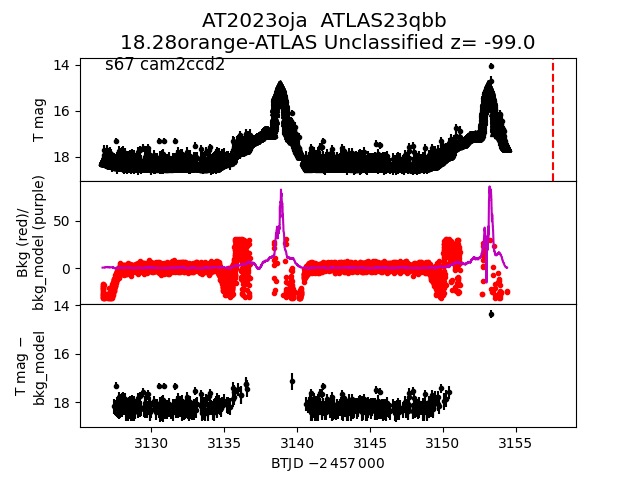 AT2023oja  ATLAS23qbb
18.28orange-ATLAS Unclassified z= -99.0
s67 cam2ccd2
14
16
18
T mag
50
0
Bkg (red)/
bkg_model (purple)
14
16
18
T mag −
bkg_model
3130 3135 3140 3145 3150 3155
BTJD −2 457 000